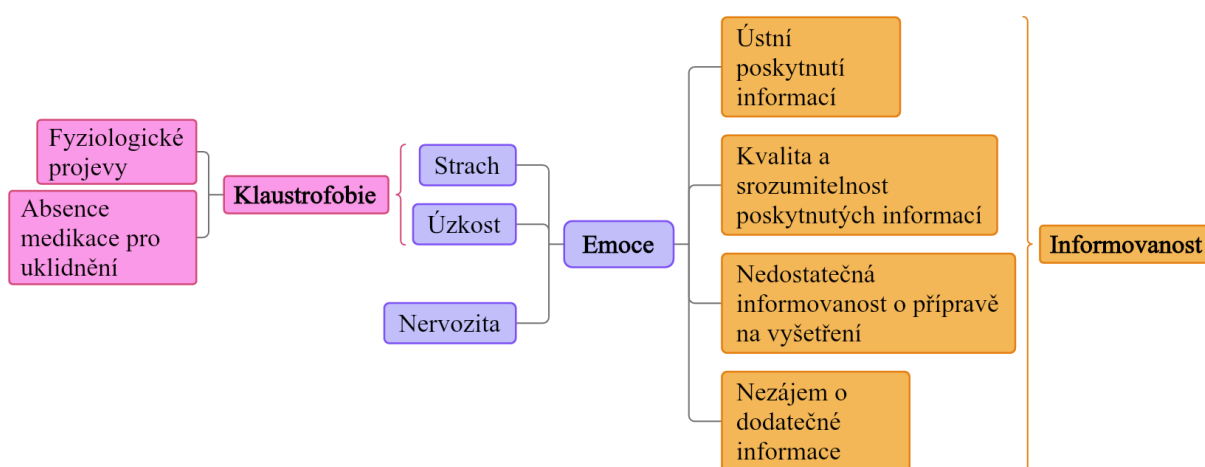 Fyziologické
projevy
Absence
medikace pro
uklidnění
Klaustrofobie
Strach
Úzkost
Nervozita
Emoce
Ústní
poskytnutí
informací
Kvalita a
srozumitelnost
poskytnutých informací
Nedostatečná
informovanost o přípravě
na vyšetření
Nezájem o
dodatečné
informace
Informovanost